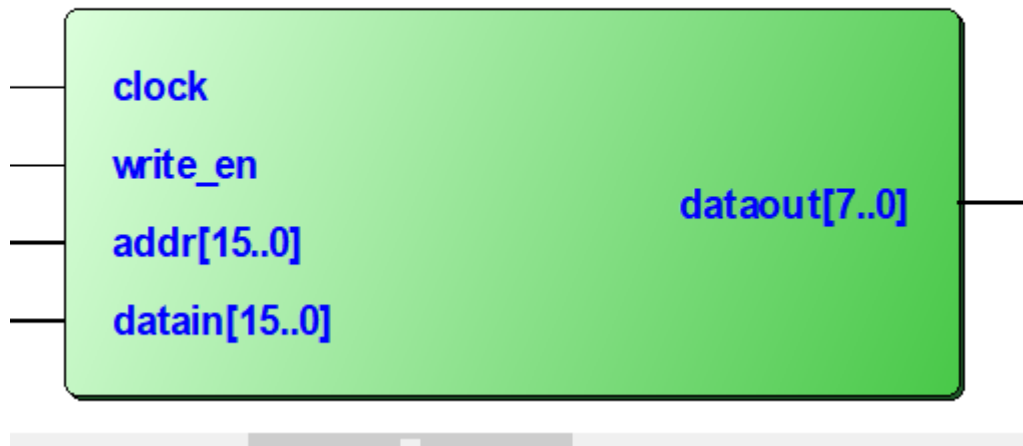 clock
write_en
addr[15..0]
datain[15..0]
dataout[7..0]